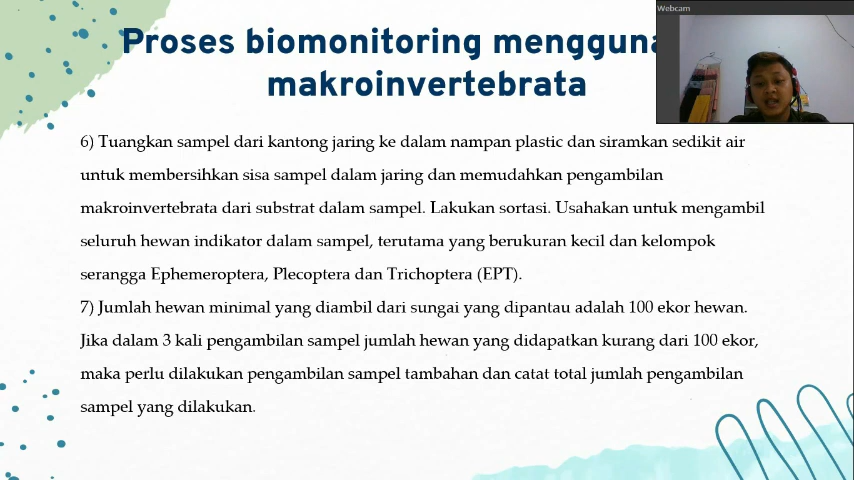 Webcam
Proses biomonitoring mengguna
makroinvertebrata
6) Tuangkan sampel dari kantong jaring ke dalam nampan plastic dan siramkan sedikit air
untuk membersihkan sisa sampel dalam jaring dan memudahkan pengambilan
makroinvertebrata dari substrat dalam sampel. Lakukan sortasi. Usahakan untuk mengambil
seluruh hewan indikator dalam sampel, terutama yang berukuran kecil dan kelompok
serangga Ephemeroptera, Plecoptera dan Trichoptera (EPT).
7) Jumlah hewan minimal yang diambil dari sungai yang dipantau adalah 100 ekor hewan.
Jika dalam 3 kali pengambilan sampel jumlah hewan yang didapatkan kurang dari 100 ekor,
maka perlu dilakukan pengambilan sampel tambahan dan catat total jumlah pengambilan
sampel yang dilakukan.